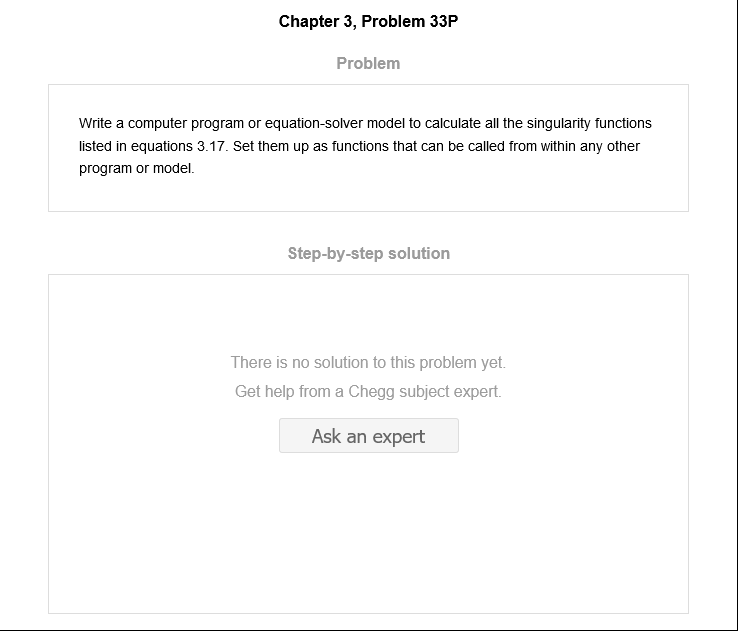 Chapter 3, Problem 33P
Problem
Write a computer program or equation-solver model to calculate all the singularity functions
listed in equations 3.17. Set them up as functions that can be called from within any other
program or model.
Step-by-step solution
There is no solution to this problem yet.
Get help from a Chegg subject expert.
Ask an expert